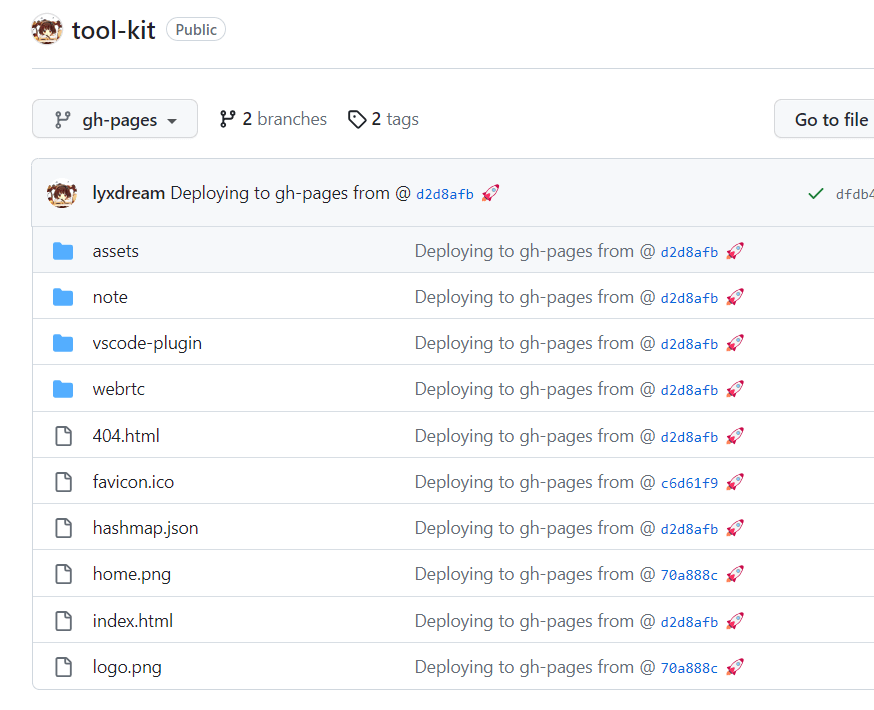 tool-kit Public
gh-pages 2 branches 2 tags Go to file
lyxdream Deploying to gh-pages from @ d2d8afb 🚀 dfdb4
assets Deploying to gh-pages from @ d2d8afb 🚀
note Deploying to gh-pages from @ d2d8afb 🚀
vscode-plugin Deploying to gh-pages from @ d2d8afb 🚀
webrtc Deploying to gh-pages from @ d2d8afb 🚀
404.html Deploying to gh-pages from @ d2d8afb 🚀
favicon.ico Deploying to gh-pages from @ c6d61f9 🚀
hashmap.json Deploying to gh-pages from @ d2d8afb 🚀
home.png Deploying to gh-pages from @ 70a888c 🚀
index.html Deploying to gh-pages from @ d2d8afb 🚀
logo.png Deploying to gh-pages from @ 70a888c 🚀